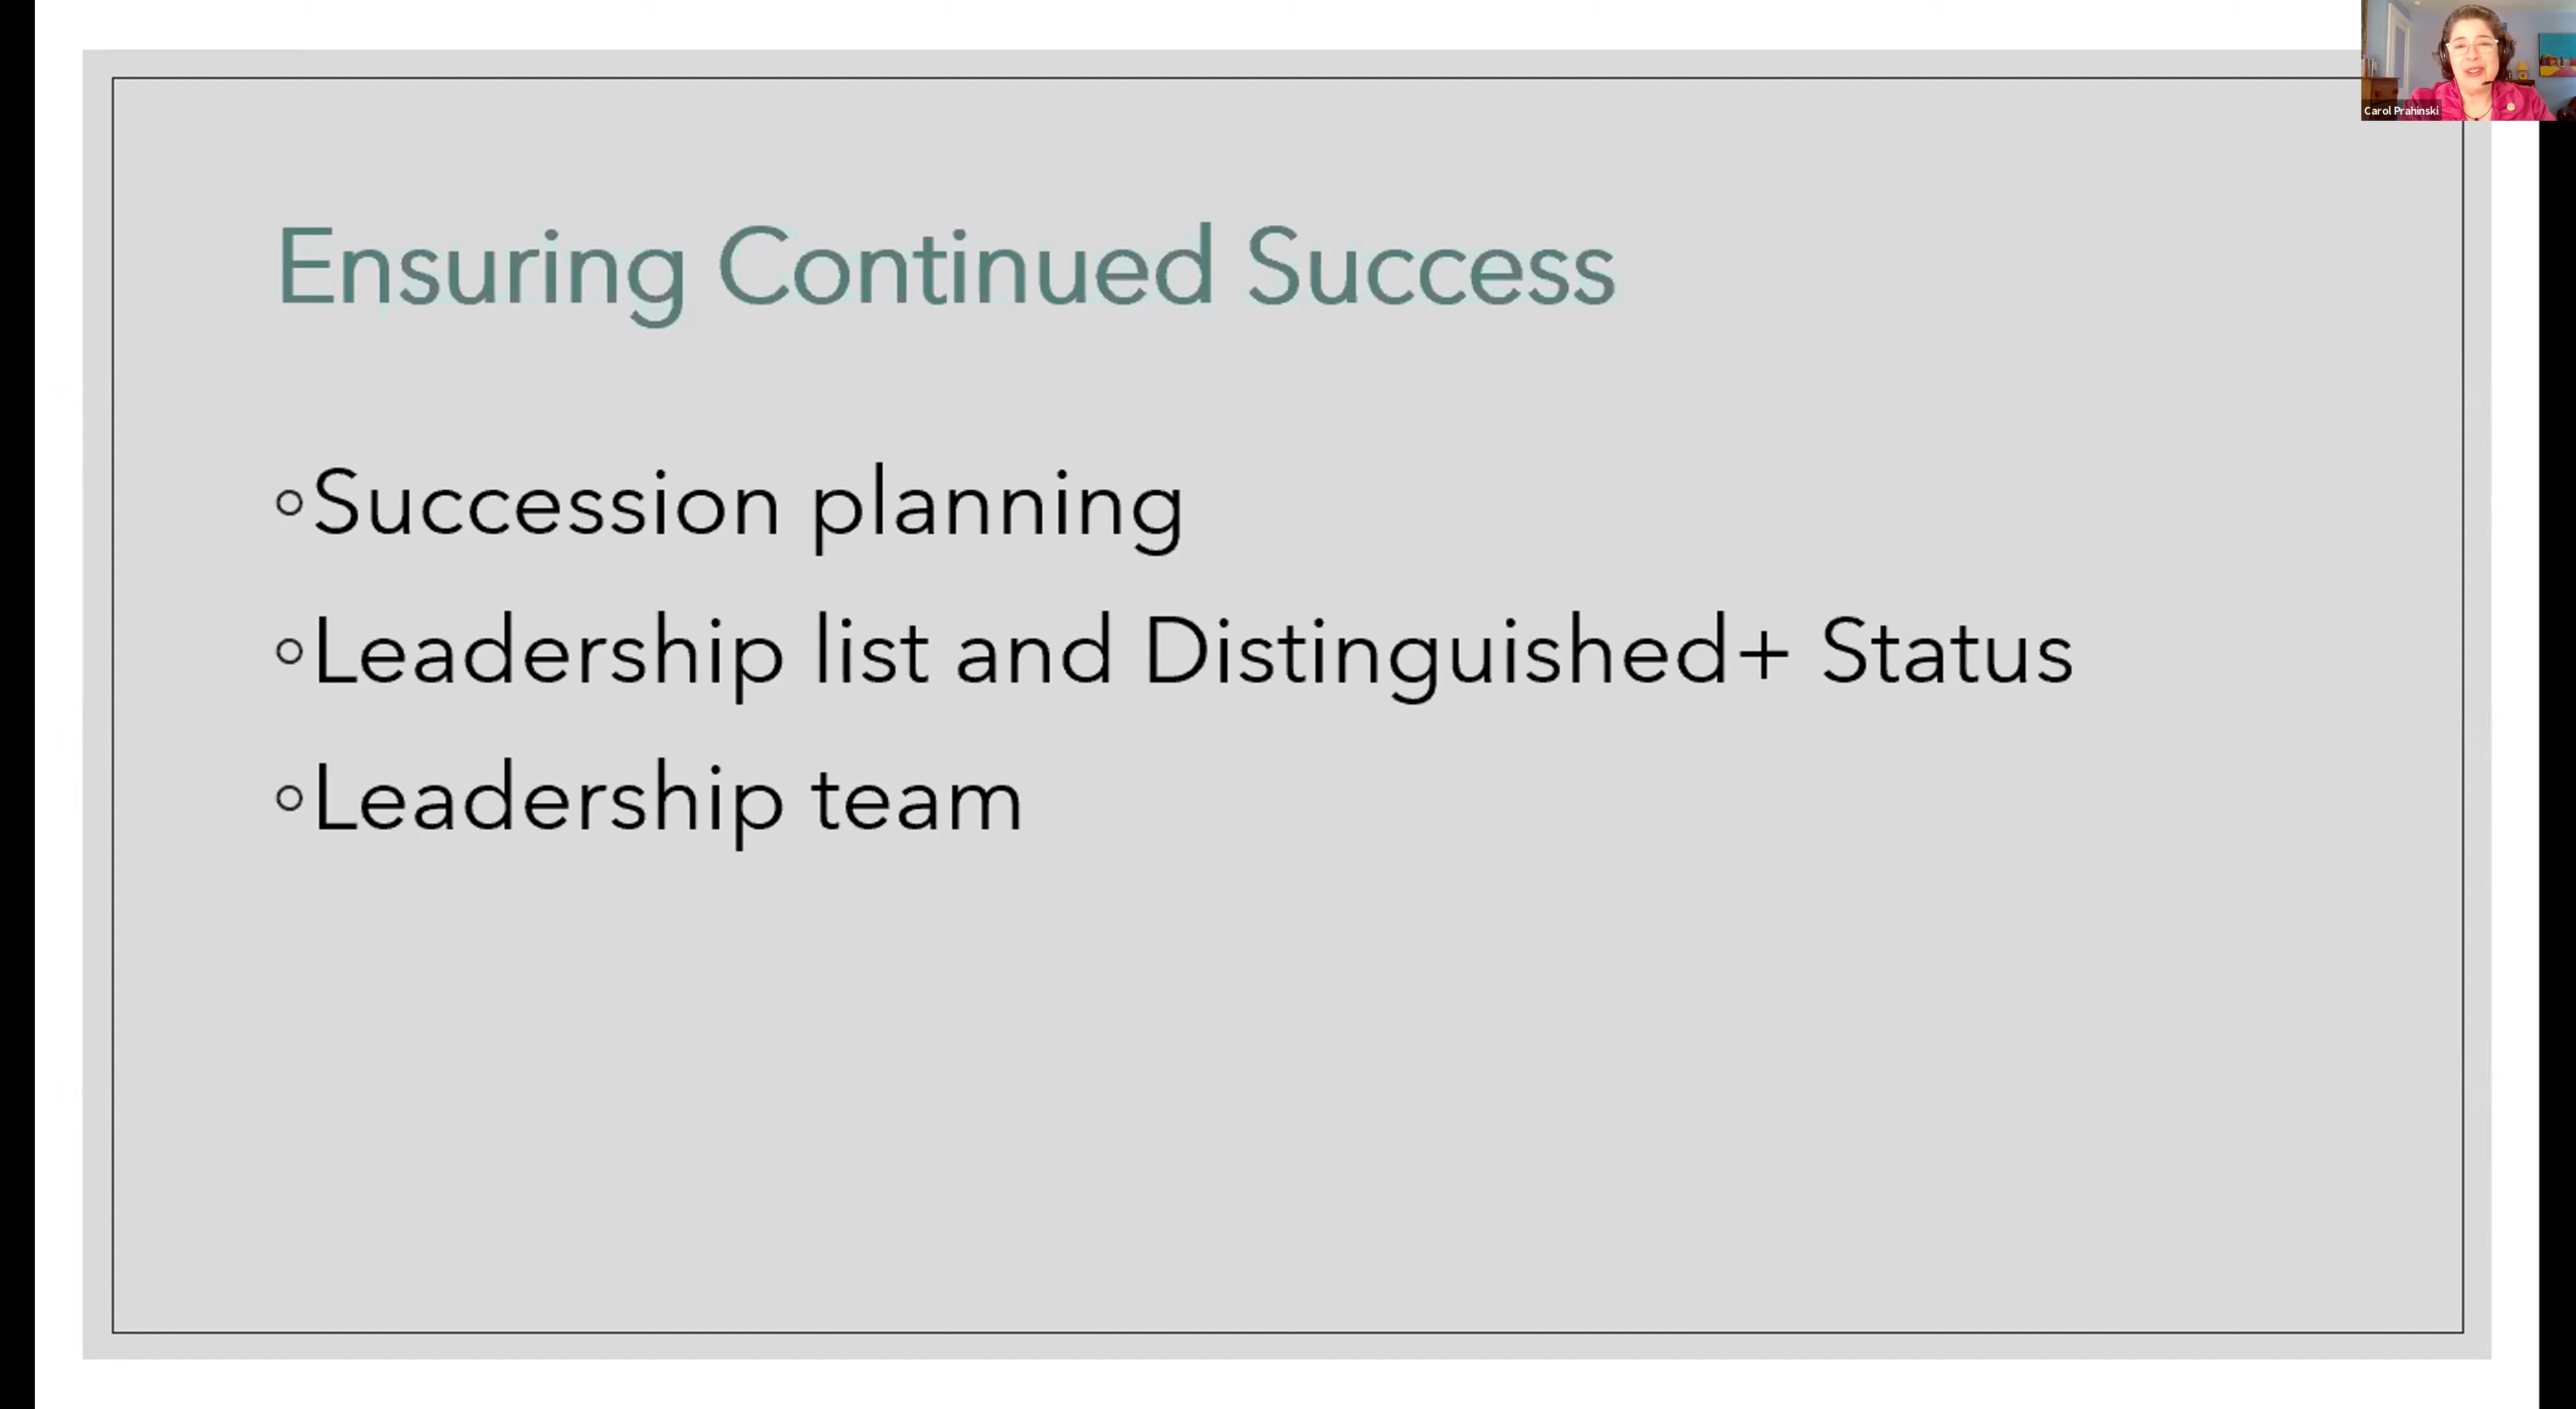 Carol Prahinski
Ensuring Continued Success
◦Succession planning
◦Leadership list and Distinguished+ Status
◦Leadership team